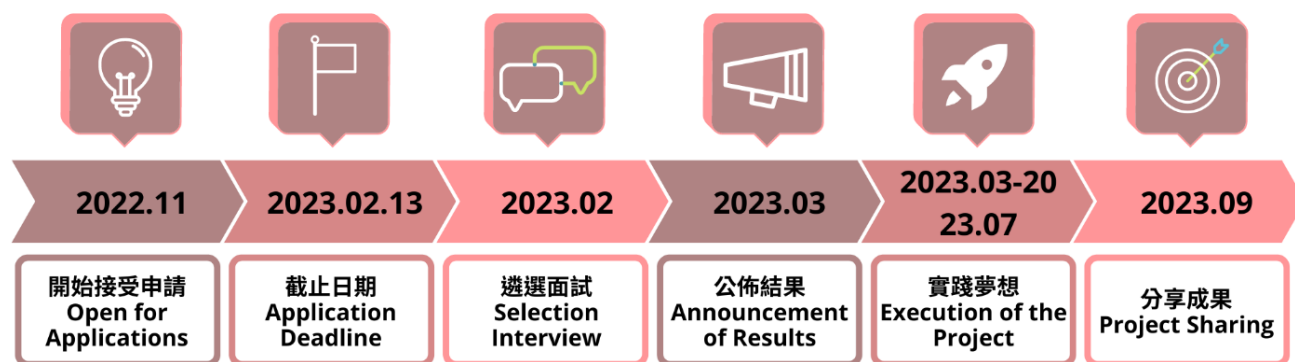 2022.11
2023.02.13
2023.02
2023.03
2023.03-20
23.07
2023.09
開始接受申請
Open for
Applications
截止日期
Application
Deadline
遴選面試
Selection
Interview
公佈結果
Announcement
of Results
實踐夢想
Execution of the
Project
分享成果
Project Sharing